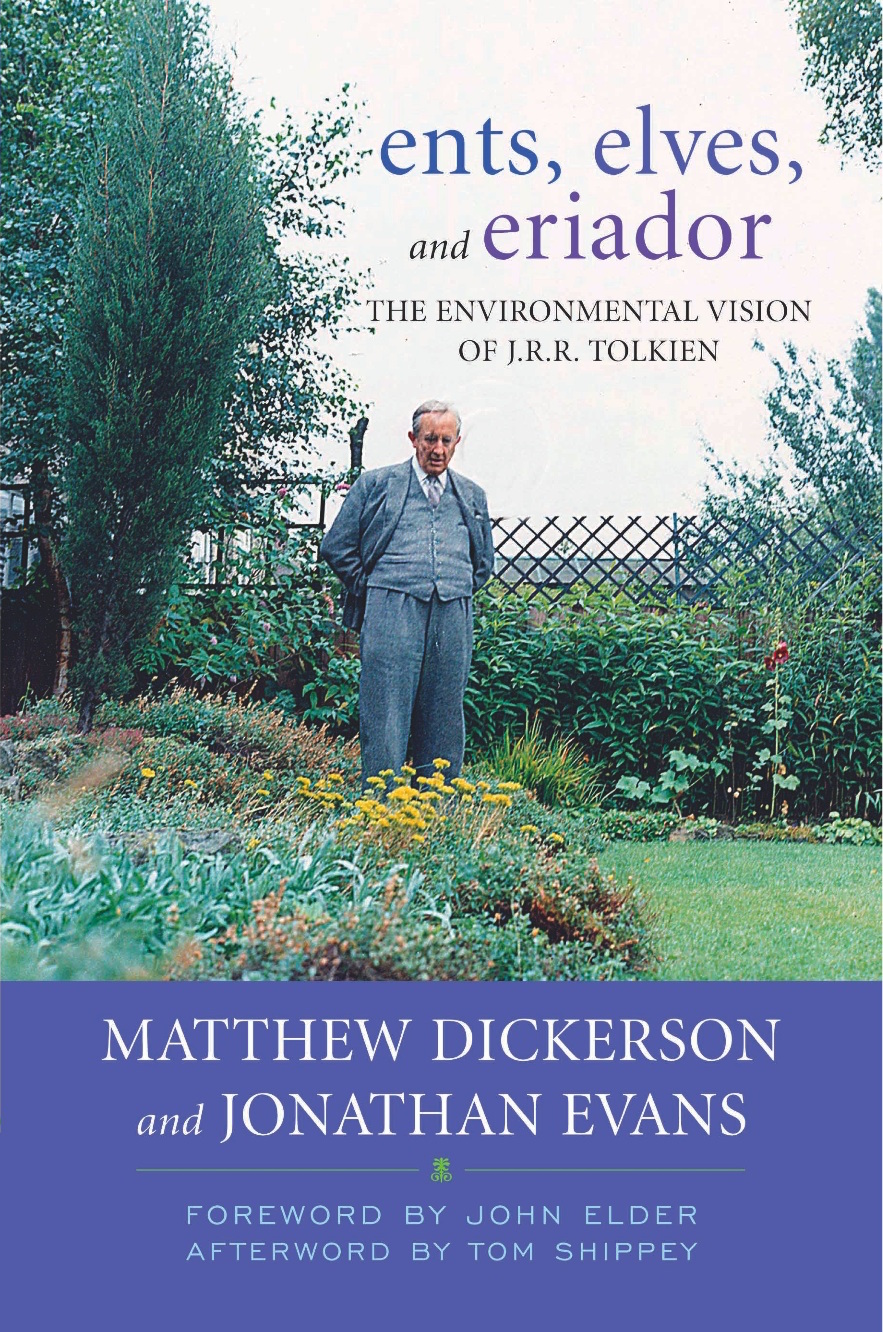 ents, elves,
and eriador
THE ENVIRONMENTAL VISION
OF J.R.R. TOLKIEN
MATTHEW DICKERSON
and JONATHAN EVANS
FOREWORD BY JOHN ELDER
AFTERWORD BY TOM SHIPPEY